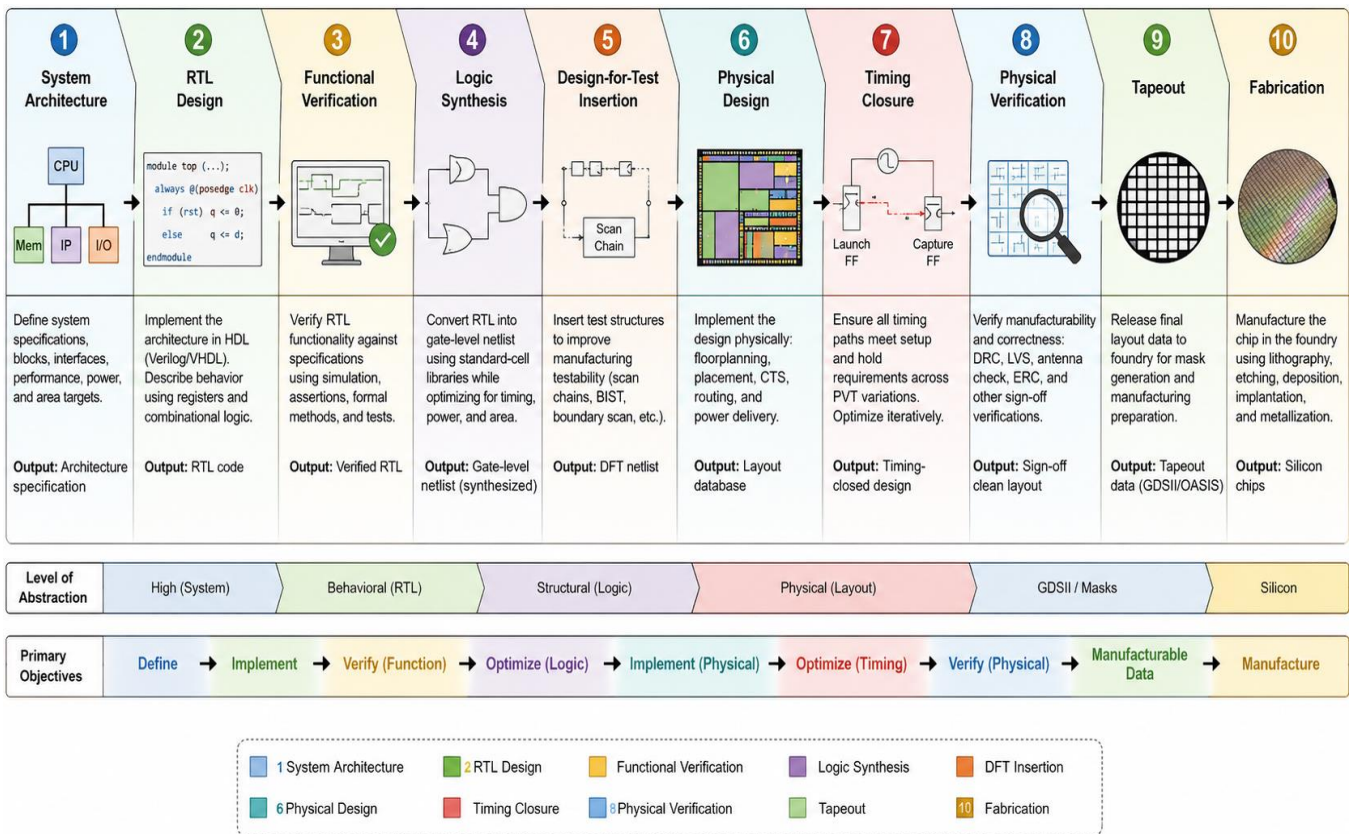 1
System
Architecture
2
RTL
Design
3
Functional
Verification
4
Logic
Synthesis
5
Design-for-Test
Insertion
6
Physical
Design
7
Timing
Closure
8
Physical
Verification
9
Tapeout
10
Fabrication
CPU
Mem
IP
I/O
module top (...);
always @(posedge clk)
if (rst) q <= 0;
else q <= d;
endmodule
Scan
Chain
Launch
FF
Capture
FF
Define system
specifications,
blocks, interfaces,
performance, power,
and area targets.
Output: Architecture
specification
Implement the
architecture in HDL
(Verilog/VHDL).
Describe behavior
using registers and
combinational logic.
Output: RTL code
Verify RTL
functionality against
specifications
using simulation,
assertions, formal
methods, and tests.
Output: Verified RTL
Convert RTL into
gate-level netlist
using standard-cell
libraries while
optimizing for timing,
power, and area.
Output: Gate-level
netlist (synthesized)
Insert test structures
to improve
manufacturing
testability (scan
chains, BIST,
boundary scan, etc.).
Output: DFT netlist
Implement the
design physically:
floorplanning,
placement, CTS,
routing, and
power delivery.
Output: Layout
database
Ensure all timing
paths meet setup
and hold
requirements across
PVT variations.
Optimize iteratively.
Output: Timing-
closed design
Verify manufacturability
and correctness:
DRC, LVS, antenna
check, ERC, and
other sign-off
verifications.
Output: Sign-off
clean layout
Release final
layout data to
foundry for mask
generation and
manufacturing
preparation.
Output: Tapeout
data (GDSII/OASIS)
Manufacture the
chip in the foundry
using lithography,
etching, deposition,
implantation,
and metallization.
Output: Silicon
chips
Level of
Abstraction
High (System)
Behavioral (RTL)
Structural (Logic)
Physical (Layout)
GDSII / Masks
Silicon
Primary
Objectives
Define
Implement
Verify (Function)
Optimize (Logic)
Implement (Physical)
Optimize (Timing)
Verify (Physical)
Manufacturable
Data
Manufacture
1 System Architecture
2 RTL Design
Functional Verification
Logic Synthesis
DFT Insertion
6 Physical Design
Timing Closure
8 Physical Verification
Tapeout
10 Fabrication